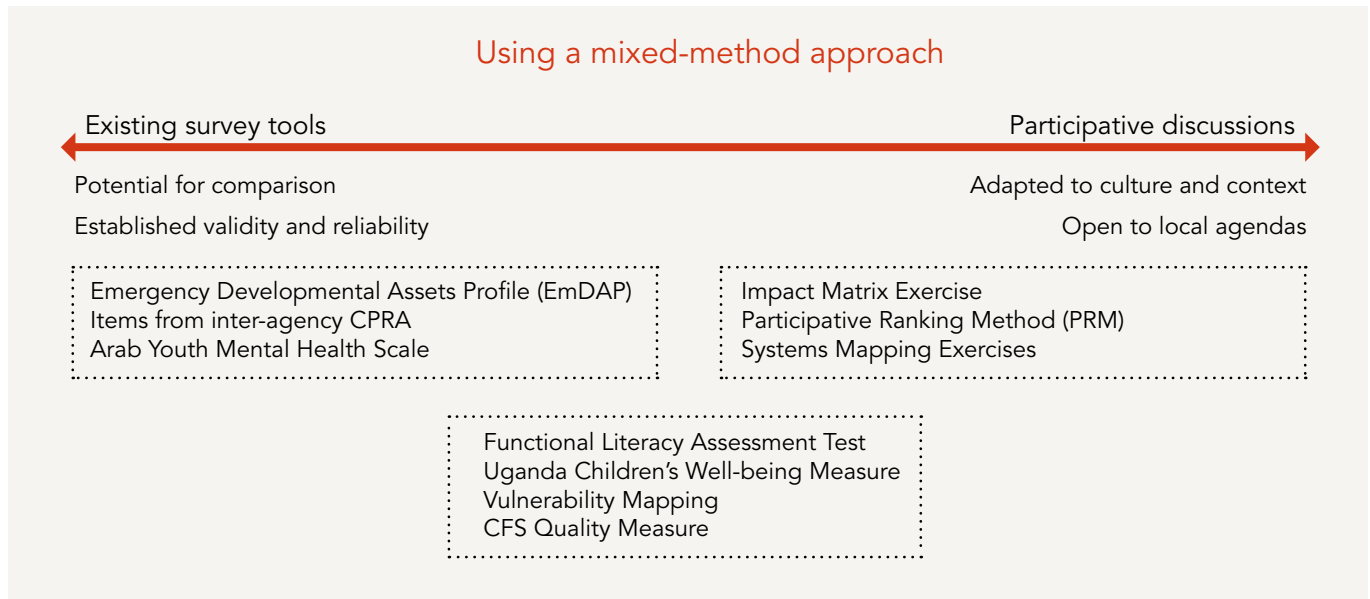 Using a mixed-method approach
Existing survey tools
Participative discussions
Potential for comparison
Established validity and reliability
Adapted to culture and context
Open to local agendas
Emergency Developmental Assets Profile (EmDAP)
Items from inter-agency CPRA
Arab Youth Mental Health Scale
Impact Matrix Exercise
Participative Ranking Method (PRM)
Systems Mapping Exercises
Functional Literacy Assessment Test
Uganda Children’s Well-being Measure
Vulnerability Mapping
CFS Quality Measure